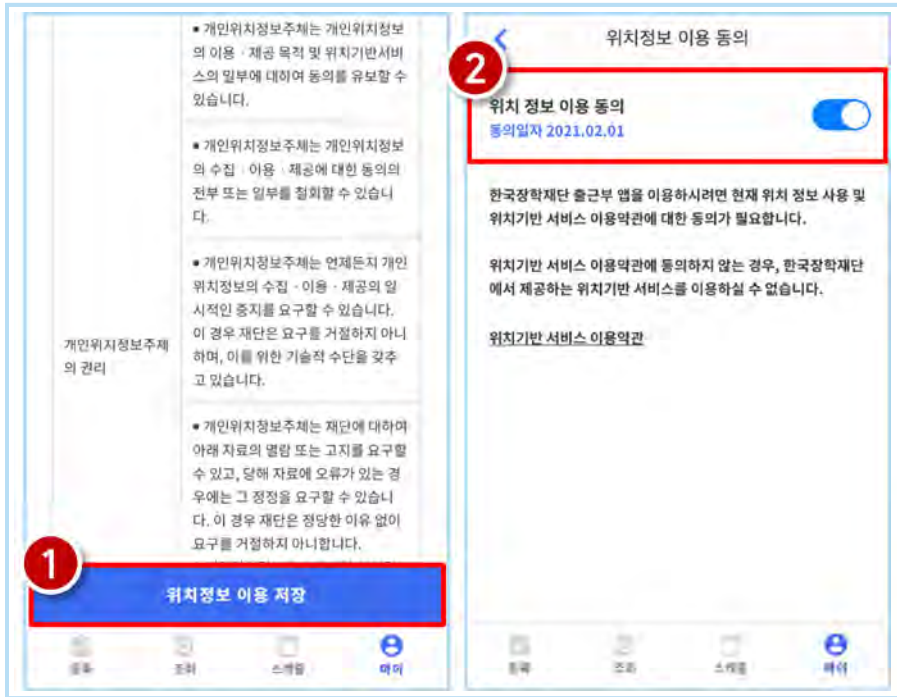 • 개인위치정보주체는 개인위치정보
의 이용 · 제공 목적 및 위치기반서비
스의 일부에 대하여 동의를 유보할 수
있습니다.
• 개인위치정보주체는 개인위치정보
의 수집 · 이용 · 제공에 대한 동의의
전부 또는 일부를 철회할 수 있습니
다.
• 개인위치정보주체는 언제든지 개인
위치정보의 수집 · 이용 · 제공의 일
시적인 중지를 요구할 수 있습니다.
이 경우 재단은 요구를 거절하지 아니
하며, 이를 위한 기술적 수단을 갖추
고 있습니다.
개인위치정보주체
의 권리
• 개인위치정보주체는 재단에 대하여
아래 자료의 열람 또는 고지를 요구할
수 있고, 당해 자료에 오류가 있는 경
우에는 그 정정을 요구할 수 있습니
다. 이 경우 재단은 정당한 이유 없이
요구를 거절하지 아니합니다.
1
위치정보 이용 저장
등록 조회 스케줄 마이
위치정보 이용 동의
2
위치 정보 이용 동의
동의일자 2021.02.01
한국장학재단 출근부 앱을 이용하시려면 현재 위치 정보 사용 및
위치기반 서비스 이용약관에 대한 동의가 필요합니다.
위치기반 서비스 이용약관에 동의하지 않는 경우, 한국장학재단
에서 제공하는 위치기반 서비스를 이용하실 수 없습니다.
위치기반 서비스 이용약관
등록 조회 스케줄 마이